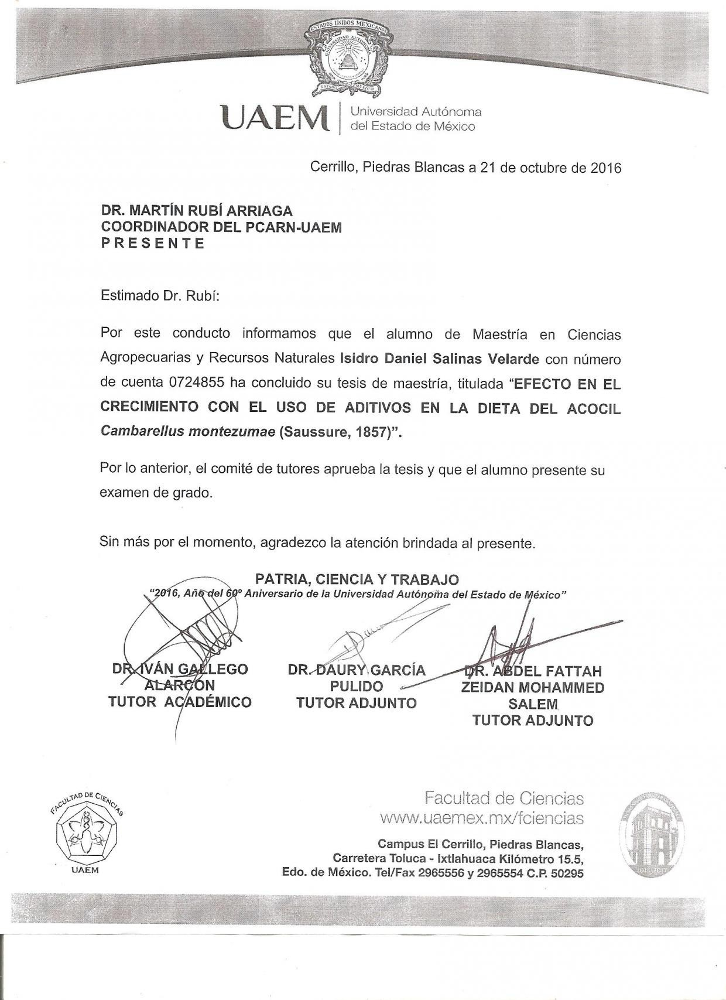 ESTADOS UNIDOS MEXICANOS
UNIVERSIDAD AUTONOMA
ESTADO MEXICO
UAEM
Universidad Autónoma
del Estado de México
Cerrillo, Piedras Blancas a 21 de octubre de 2016
DR. MARTÍN RUBÍ ARRIAGA
COORDINADOR DEL PCARN-UAEM
P R E S E N T E
Estimado Dr. Rubí:
Por este conducto informamos que el alumno de Maestría en Ciencias
Agropecuarias y Recursos Naturales Isidro Daniel Salinas Velarde con número
de cuenta 0724855 ha concluido su tesis de maestría, titulada “EFECTO EN EL
CRECIMIENTO CON EL USO DE ADITIVOS EN LA DIETA DEL ACOCIL
Cambarellus montezumae (Saussure, 1857)”.
Por lo anterior, el comité de tutores aprueba la tesis y que el alumno presente su
examen de grado.
Sin más por el momento, agradezco la atención brindada al presente.
PATRIA, CIENCIA Y TRABAJO
“2016, Año del 60º Aniversario de la Universidad Autónoma del Estado de México”
DR. IVÁN GALLEGO
ALARCÓN
TUTOR ACADÉMICO
DR. DAURY GARCÍA
PULIDO
TUTOR ADJUNTO
DR. ABDEL FATTAH
ZEIDAN MOHAMMED
SALEM
TUTOR ADJUNTO
FACULTAD DE CIENCIAS
UAEM
Facultad de Ciencias
www.uaemex.mx/fciencias
Campus El Cerrillo, Piedras Blancas,
Carretera Toluca - Ixtlahuaca Kilómetro 15.5,
Edo. de México. Tel/Fax 2965556 y 2965554 C.P. 50295